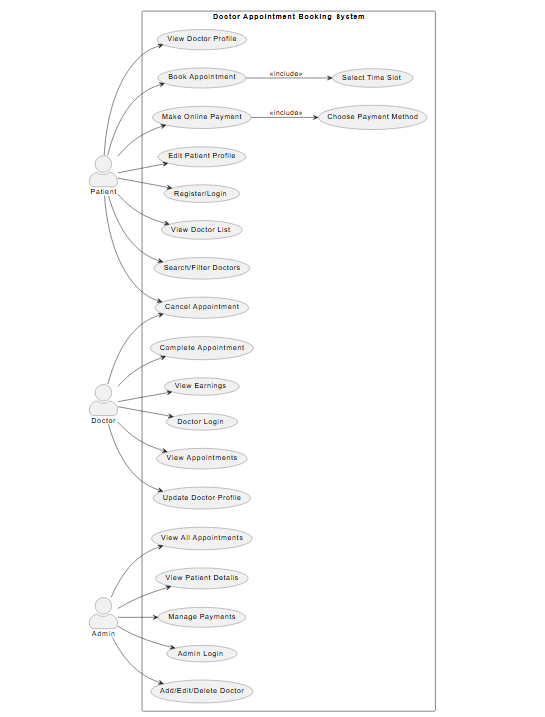 Doctor Appointment Booking System
View Doctor Profile
Book Appointment
«include»
Select Time Slot
Make Online Payment
«include»
Choose Payment Method
Edit Patient Profile
Patient
Register/Login
View Doctor List
Search/Filter Doctors
Cancel Appointment
Complete Appointment
View Earnings
Doctor
Doctor Login
View Appointments
Update Doctor Profile
View All Appointments
View Patient Details
Manage Payments
Admin
Admin Login
Add/Edit/Delete Doctor